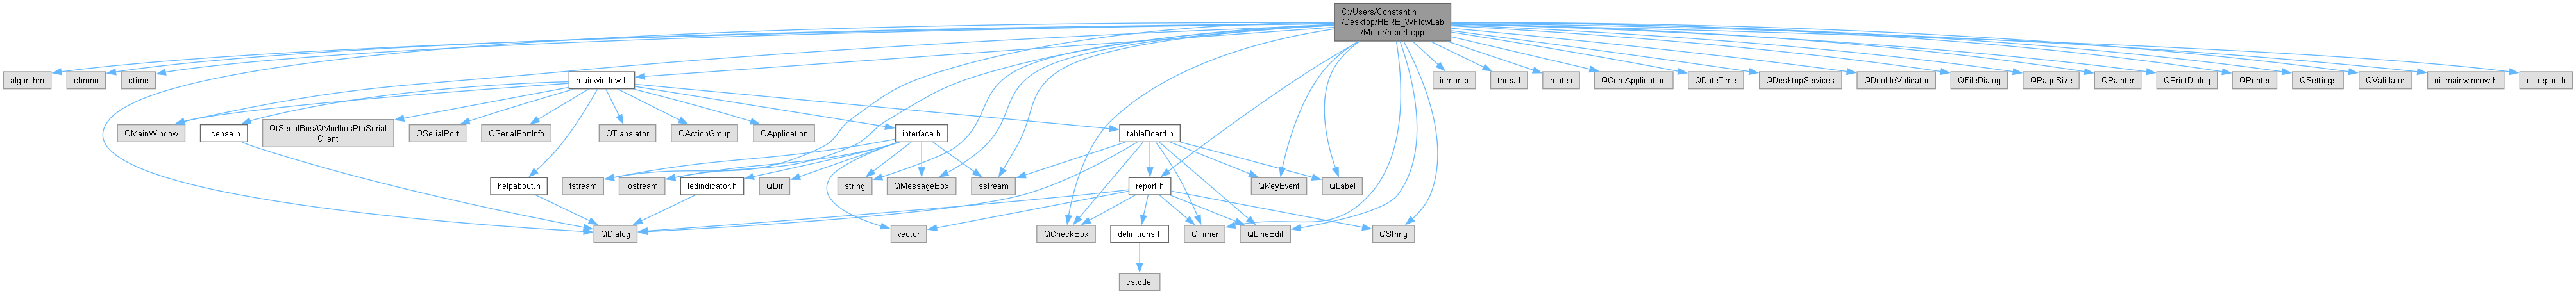 C:/Users/Constantin
/Desktop/HERE_WFlowLab
/Meter/report.cpp
algorithm
chrono
ctime
mainwindow.h
iomanip
thread
mutex
QCoreApplication
QDateTime
QDesktopServices
QDoubleValidator
QFileDialog
QPageSize
QPainter
QPrintDialog
QPrinter
QSettings
QValidator
ui_mainwindow.h
ui_report.h
QMainWindow
license.h
QtSerialBus/QModbusRtuSerial
Client
QSerialPort
QSerialPortInfo
QTranslator
QActionGroup
QApplication
interface.h
tableBoard.h
helpabout.h
fstream
iostream
ledindicator.h
QDir
string
QMessageBox
sstream
report.h
QKeyEvent
QLabel
QDialog
vector
QCheckBox
definitions.h
QTimer
QLineEdit
QString
cstddef